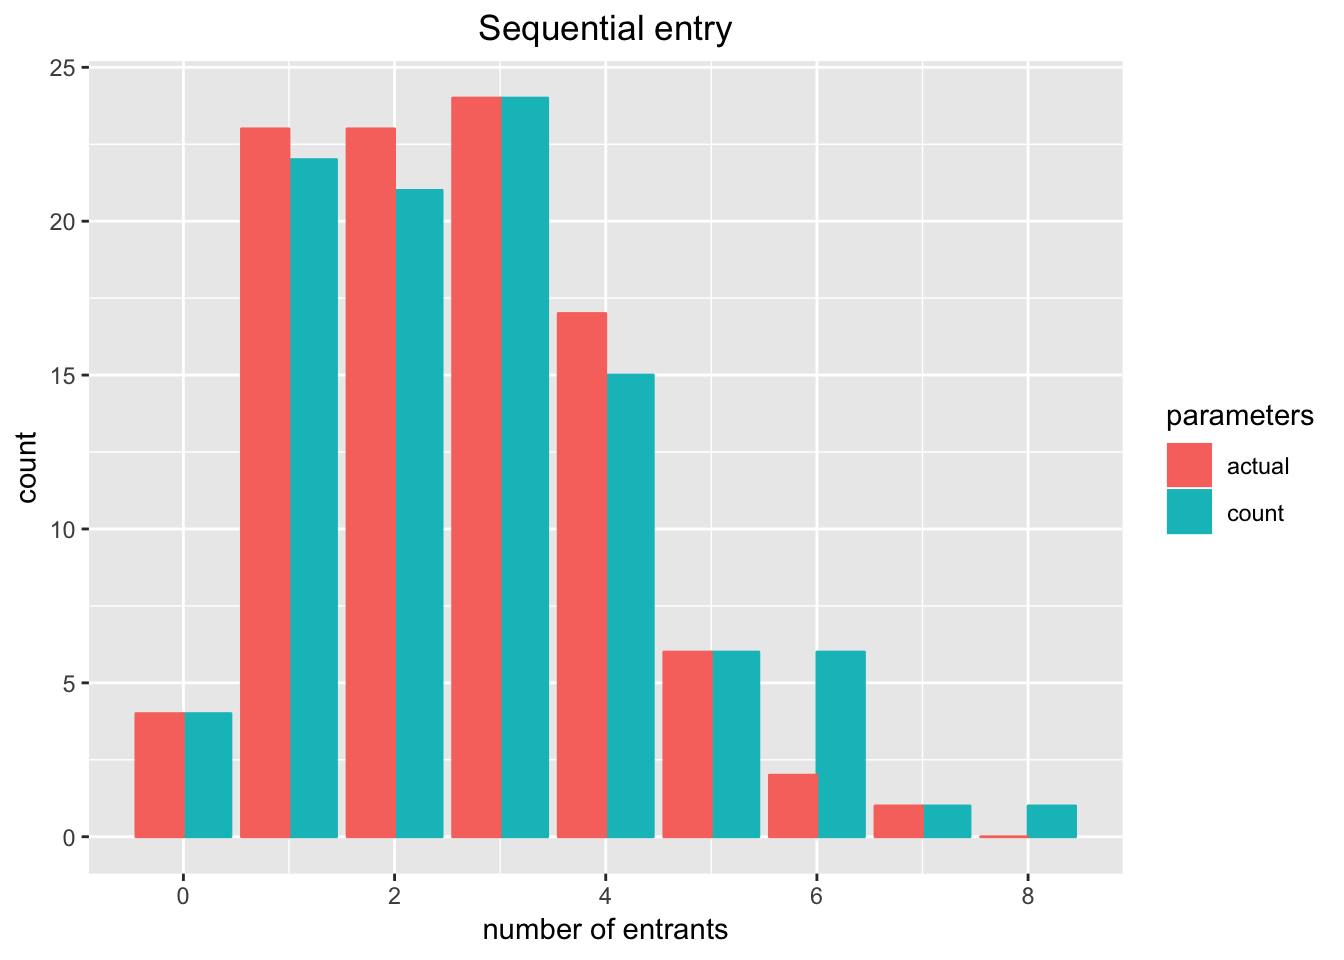 Sequential entry
25
20
15
10
5
0
count
0 2 4 6 8
number of entrants
parameters
actual
count